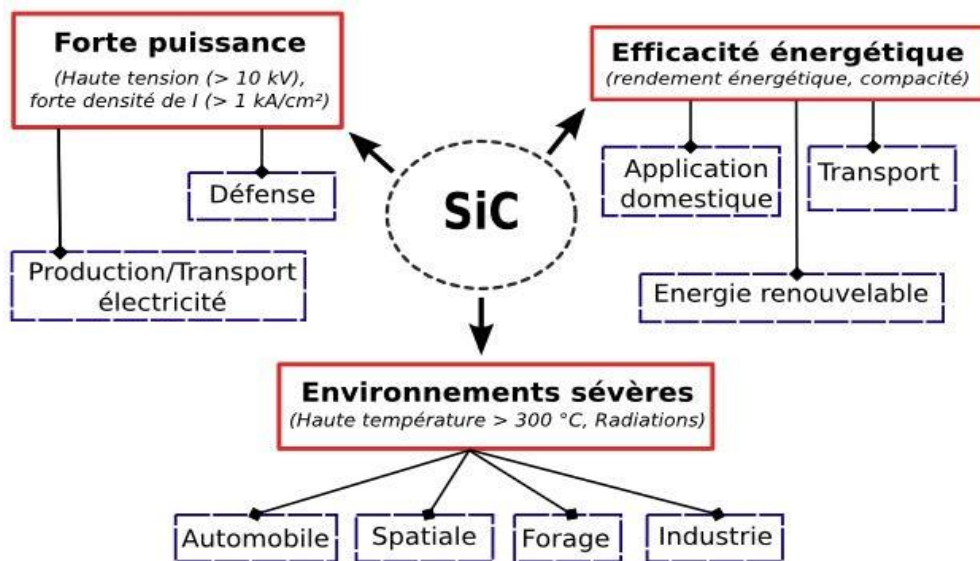 Forte puissance
(Haute tension (> 10 kV),
forte densité de I (> 1 kA/cm²)
Défense
Production/Transport
électricité
SiC
Efficacité énergétique
(rendement énergétique, compacité)
Application
domestique
Transport
Energie renouvelable
Environnements sévères
(Haute température > 300 °C, Radiations)
Automobile
Spatiale
Forage
Industrie